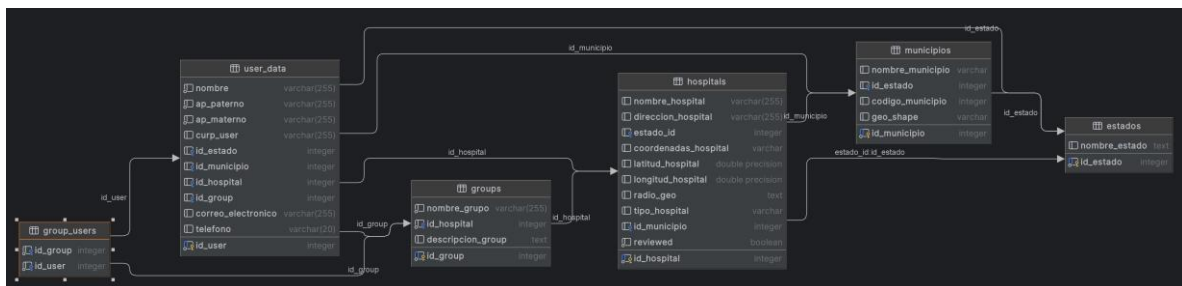 group_users
id_group integer
id_user integer
id_user
user_data
nombre varchar(255)
ap_paterno varchar(255)
ap_materno varchar(255)
curp_user varchar(255)
id_estado integer
id_municipio integer
id_hospital integer
id_group integer
correo_electronico varchar(255)
telefono varchar(20)
id_user integer
id_municipio
id_hospital
id_group
id_group
groups
nombre_grupo varchar(255)
id_hospital integer
descripcion_group text
id_group integer
id_hospital
hospitals
nombre_hospital varchar(255)
direccion_hospital varchar(255)
estado_id integer
coordenadas_hospital varchar
latitud_hospital double precision
longitud_hospital double precision
radio_geo text
tipo_hospital varchar
id_municipio integer
reviewed boolean
id_hospital integer
id_municipio
estado_id id_estado
id_estado
municipios
nombre_municipio varchar
id_estado integer
codigo_municipio integer
geo_shape varchar
id_municipio integer
id_estado
estados
nombre_estado text
id_estado integer